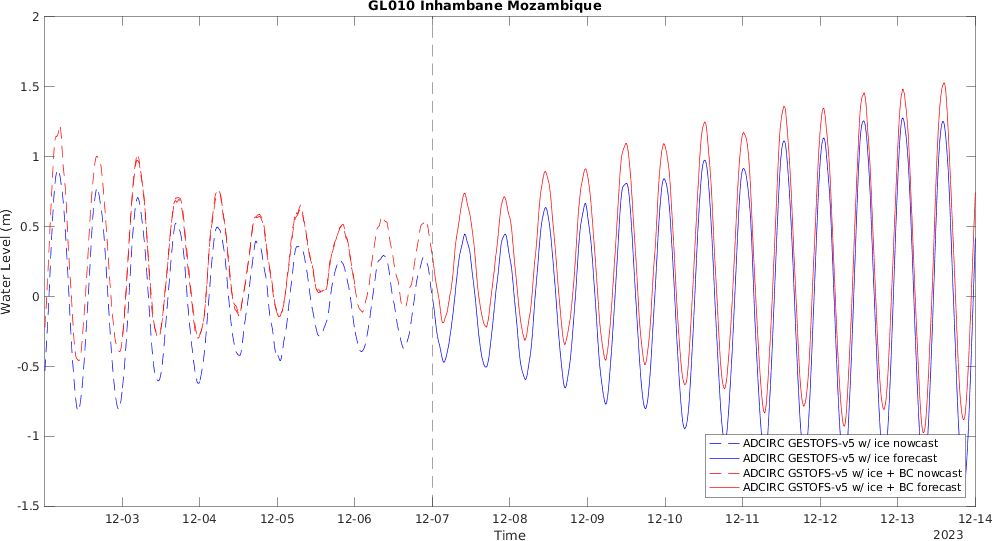 GL010 Inhambane Mozambique
2
1.5
1
0.5
0
-0.5
-1
-1.5
Water Level (m)
ADCIRC GESTOFS-v5 w/ ice nowcast
ADCIRC GESTOFS-v5 w/ ice forecast
ADCIRC GSTOFS-v5 w/ ice + BC nowcast
ADCIRC GSTOFS-v5 w/ ice + BC forecast
12-03 12-04 12-05 12-06 12-07 12-08 12-09 12-10 12-11 12-12 12-13 12-14
Time
2023